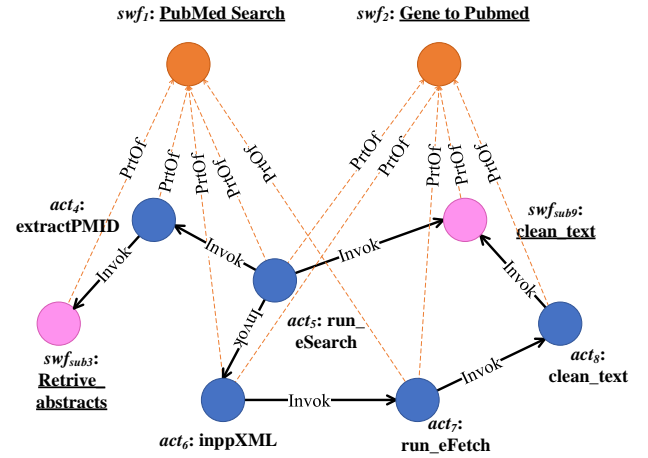 swf1: PubMed Search
swf2: Gene to Pubmed
PrtOf
PrtOf
PrtOf
PrtOf
PrtOf
PrtOf
PrtOf
PrtOf
PrtOf
PrtOf
act4:
extractPMID
swfsub9:
clean_text
Invok
Invok
Invok
Invok
Invok
act5: run_
eSearch
swfsub3:
Retrive_
abstracts
act8:
clean_text
Invok
Invok
act6: inppXML
act7:
run_eFetch